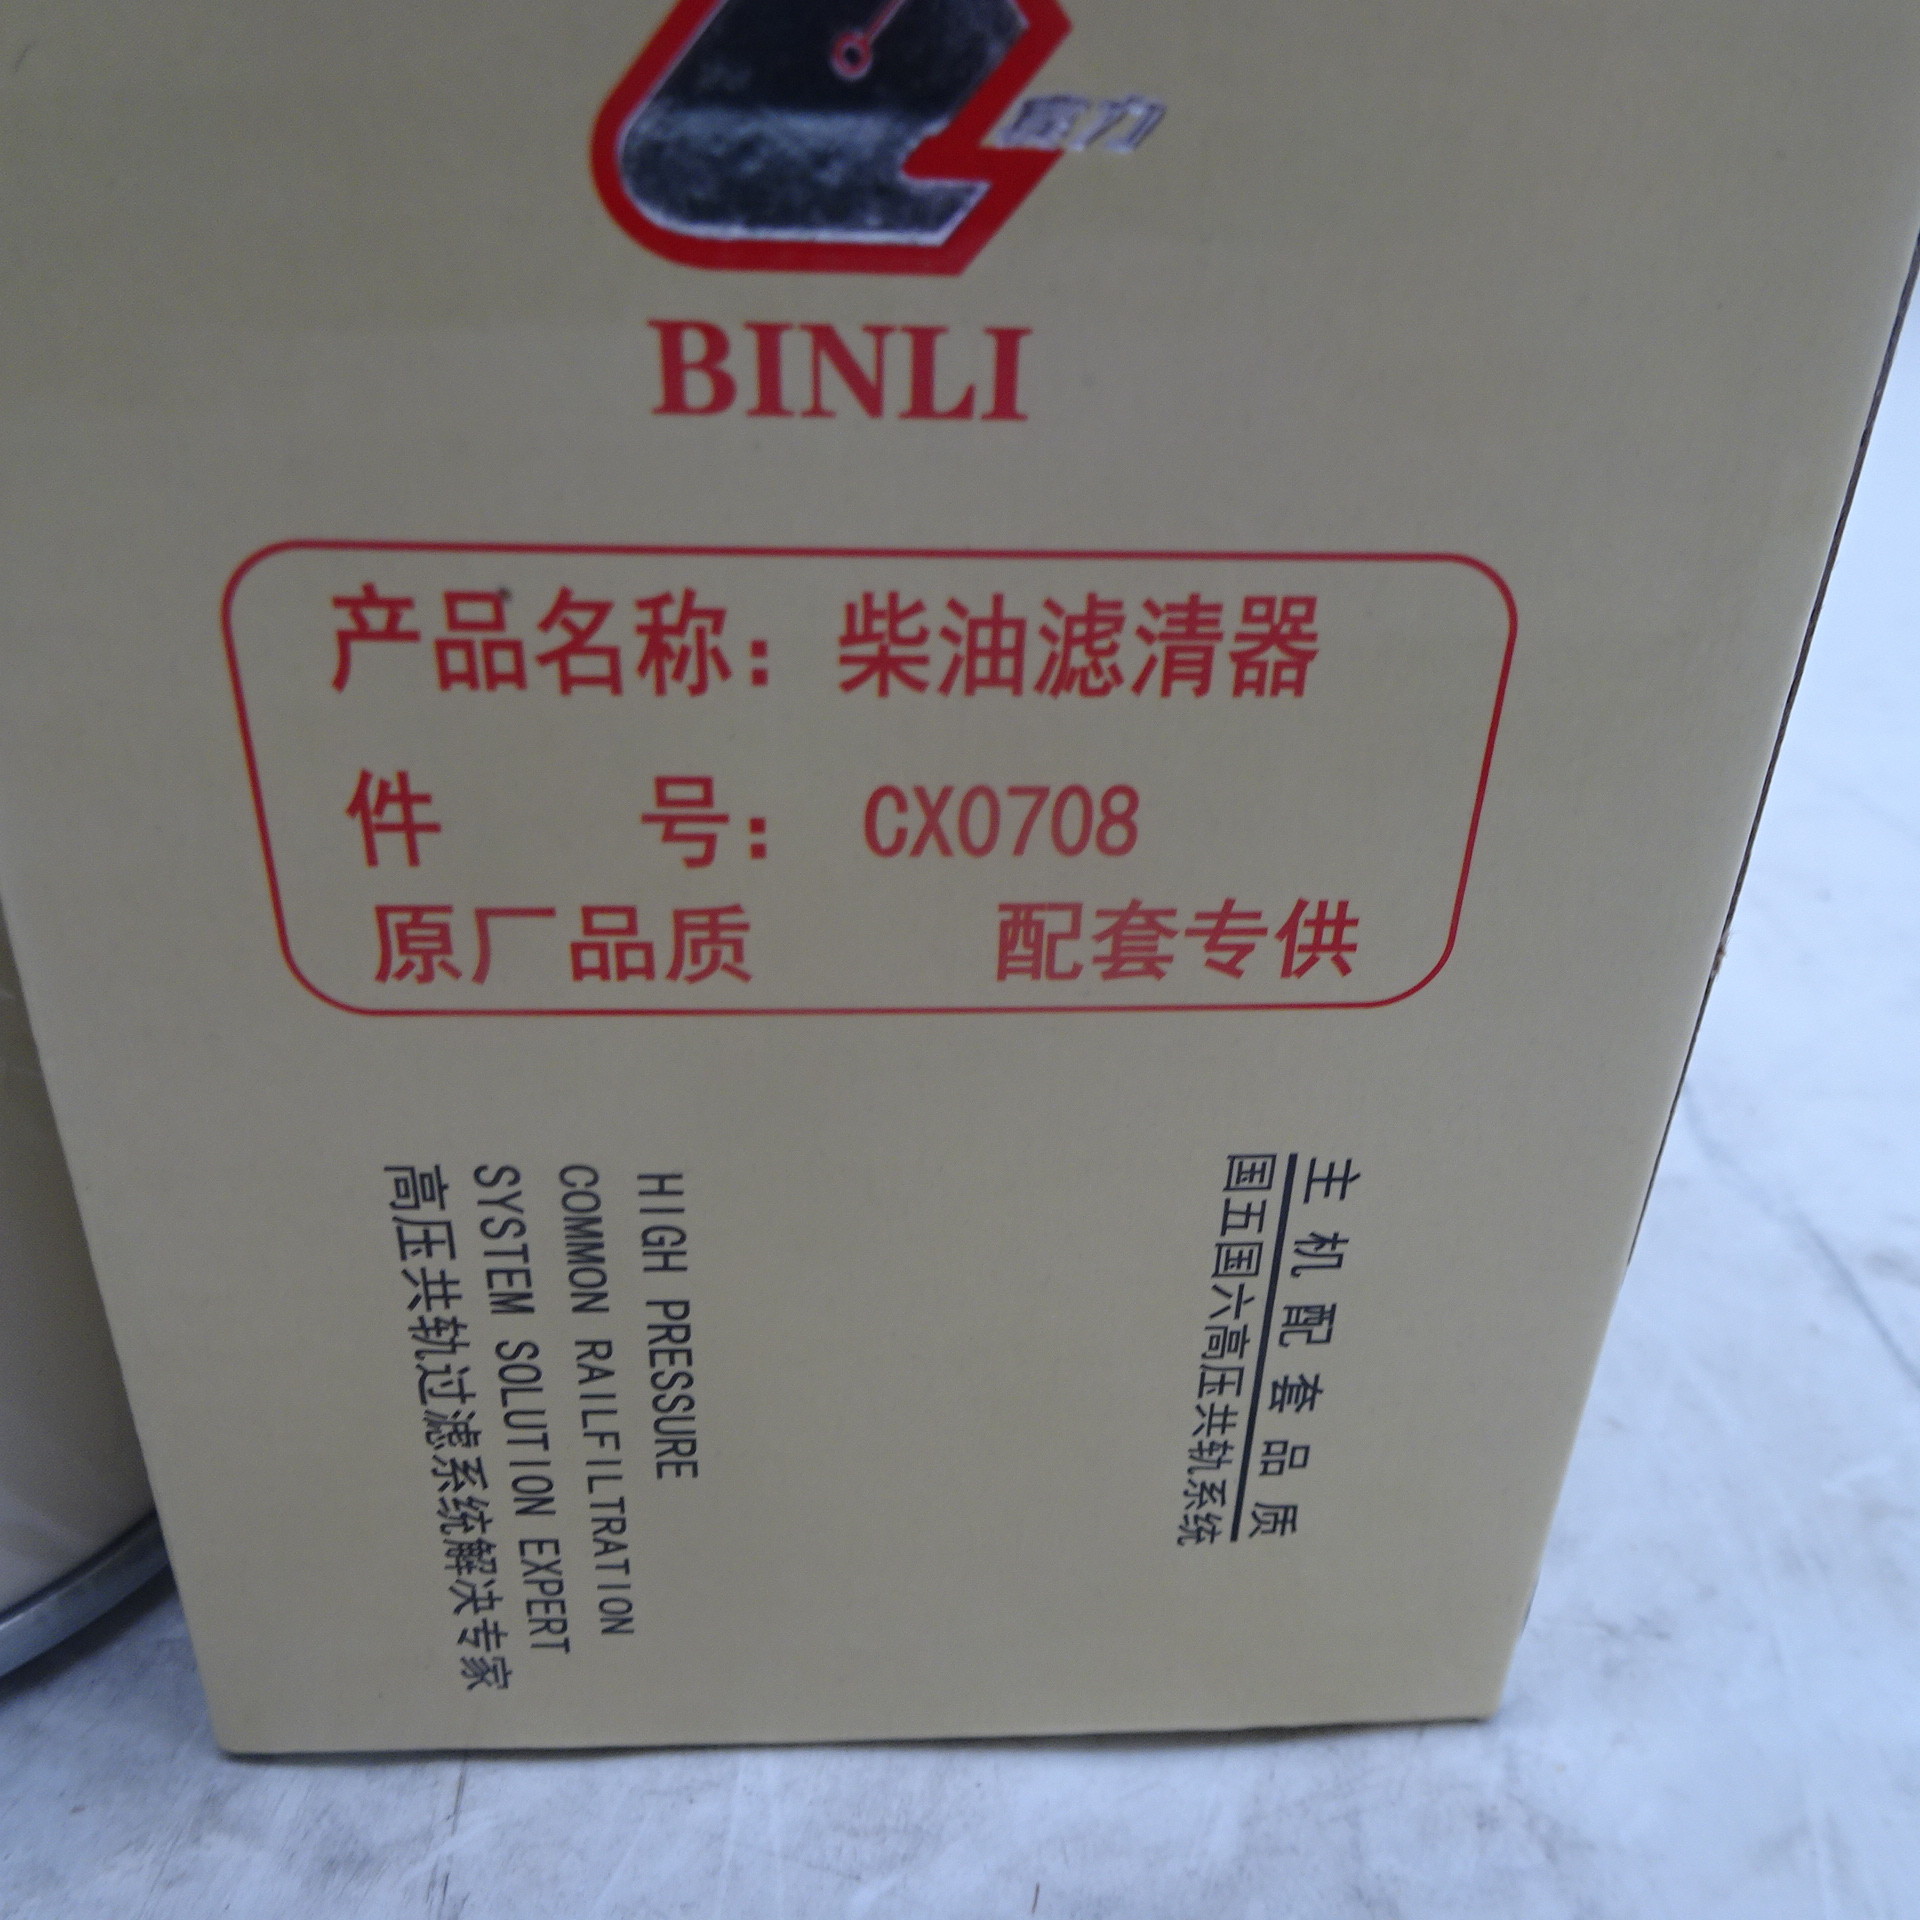 BINLI
产品名称：柴油滤清器
件 号：CX0708
原厂品质 配套专供
主机配套品质
国五国六高压共轨系统
HIGH PRESSURE
COMMON RAILFILTRATION
SYSTEM SOLUTION EXPERT
高压共轨过滤系统解决专家